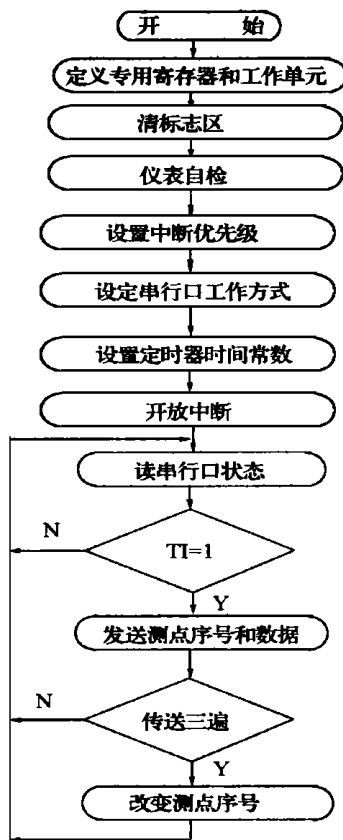 开 始
定义专用寄存器和工作单元
清标志区
仪表自检
设置中断优先级
设定串行口工作方式
设置定时器时间常数
开放中断
读串行口状态
N
TI=1
Y
发送测点序号和数据
N
传送三遍
Y
改变测点序号